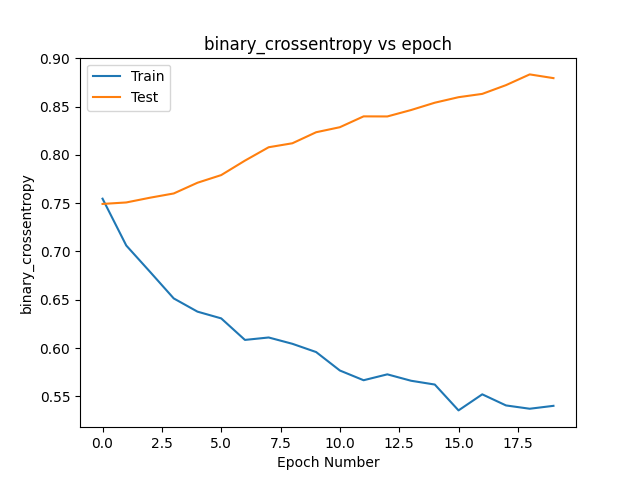 binary_crossentropy vs epoch
Train
Test
binary_crossentropy
0.90
0.85
0.80
0.75
0.70
0.65
0.60
0.55
0.0 2.5 5.0 7.5 10.0 12.5 15.0 17.5
Epoch Number